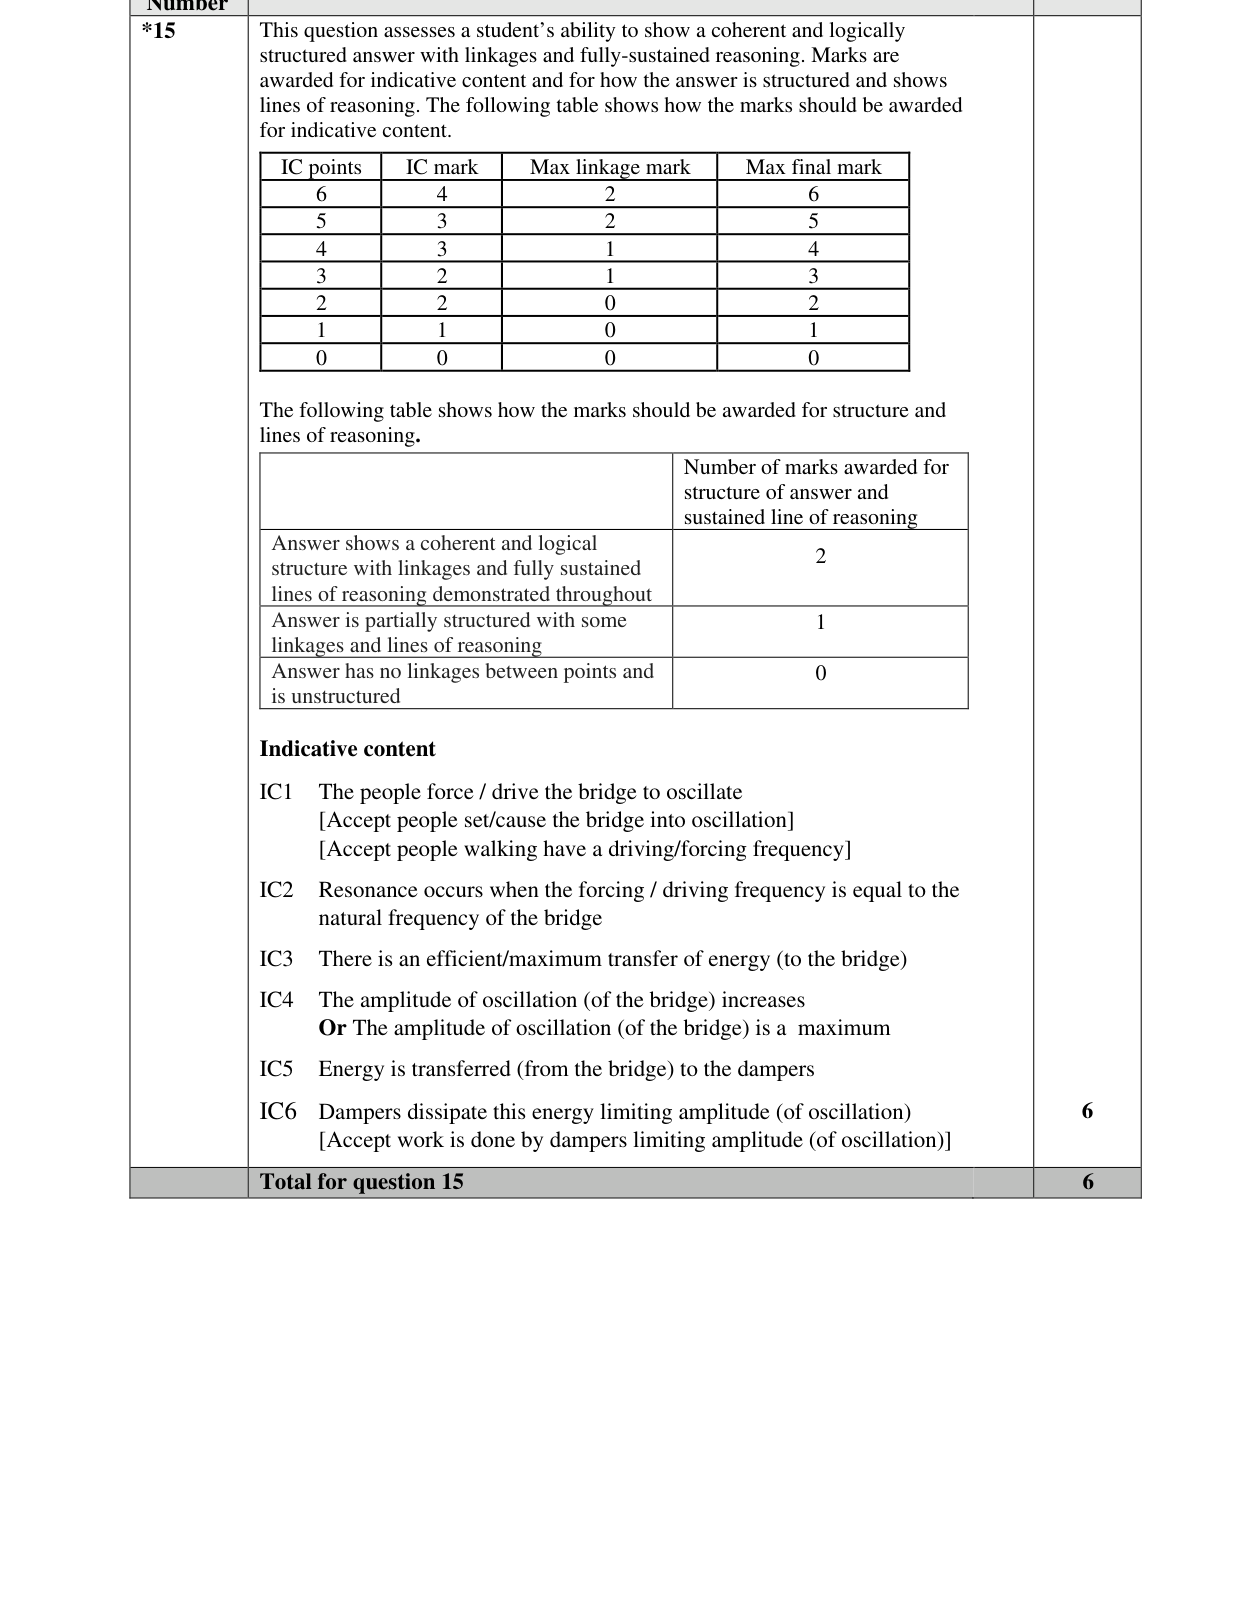 Number
*15
This question assesses a student’s ability to show a coherent and logically
structured answer with linkages and fully-sustained reasoning. Marks are
awarded for indicative content and for how the answer is structured and shows
lines of reasoning. The following table shows how the marks should be awarded
for indicative content.
IC points IC mark Max linkage mark Max final mark
6 4 2 6
5 3 2 5
4 3 1 4
3 2 1 3
2 2 0 2
1 1 0 1
0 0 0 0
The following table shows how the marks should be awarded for structure and
lines of reasoning.
Number of marks awarded for
structure of answer and
sustained line of reasoning
Answer shows a coherent and logical
structure with linkages and fully sustained
lines of reasoning demonstrated throughout
2
Answer is partially structured with some
linkages and lines of reasoning
1
Answer has no linkages between points and
is unstructured
0
Indicative content
IC1 The people force / drive the bridge to oscillate
[Accept people set/cause the bridge into oscillation]
[Accept people walking have a driving/forcing frequency]
IC2 Resonance occurs when the forcing / driving frequency is equal to the
natural frequency of the bridge
IC3 There is an efficient/maximum transfer of energy (to the bridge)
IC4 The amplitude of oscillation (of the bridge) increases
Or The amplitude of oscillation (of the bridge) is a maximum
IC5 Energy is transferred (from the bridge) to the dampers
IC6 Dampers dissipate this energy limiting amplitude (of oscillation)
[Accept work is done by dampers limiting amplitude (of oscillation)]
6
Total for question 15 6